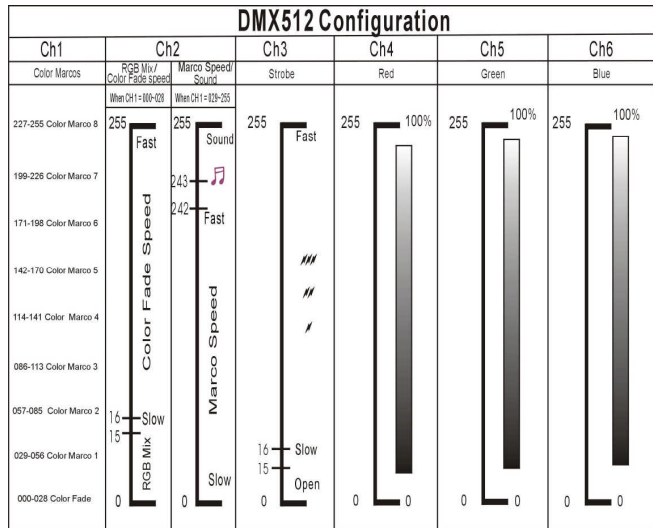 DMX512 Configuration
Ch1 Ch2 Ch3 Ch4 Ch5 Ch6
Color Marcos
RGB Mix/
Color Fade speed
Marco Speed/
Sound
Strobe
Red
Green
Blue
When CH 1 = 000~028
When CH 1 = 029~255
227-255 Color Marco 8
199-226 Color Marco 7
171-198 Color Marco 6
142-170 Color Marco 5
114-141 Color Marco 4
086-113 Color Marco 3
057-085 Color Marco 2
029-056 Color Marco 1
000-028 Color Fade
255
Fast
Color Fade Speed
16 Slow
15
RGB Mix
0
255
Sound
243
242
Fast
Marco Speed
Slow
0
255
Fast
16 Slow
15
Open
0
255 100%
0 0
255 100%
0 0
255 100%
0 0